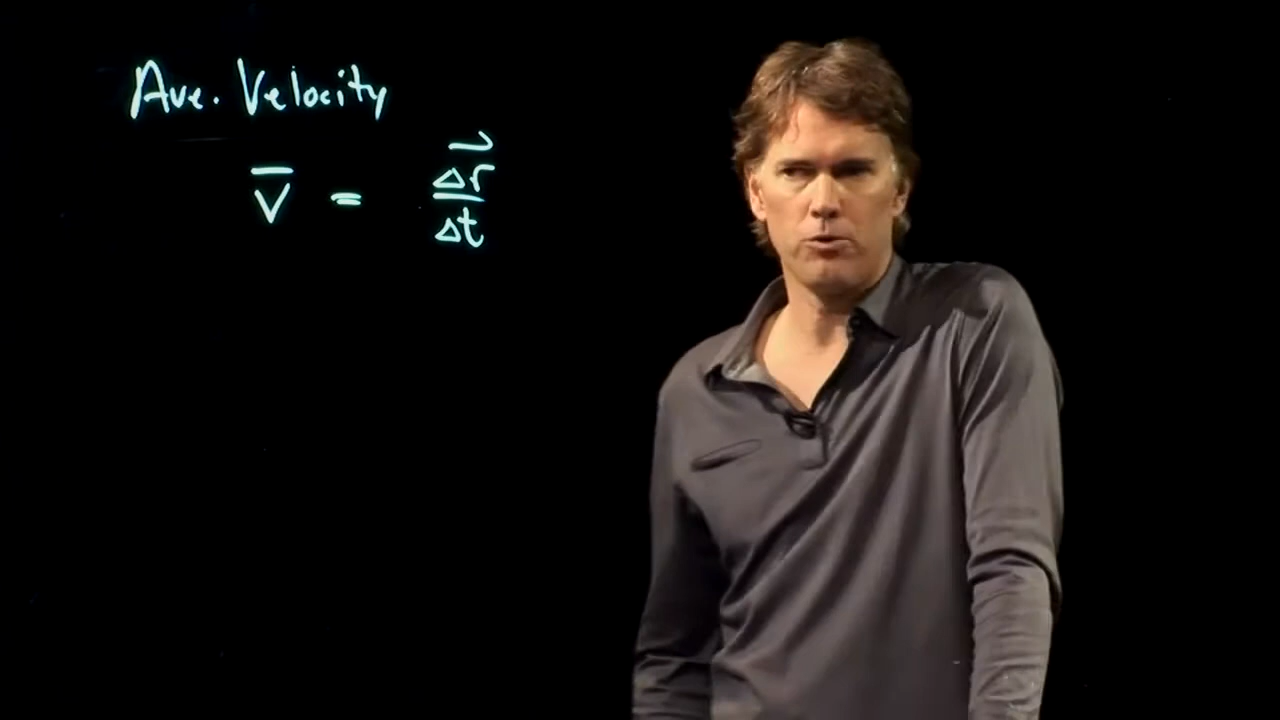 Ave. Velocity
v̅ = Δr⃗ / Δt